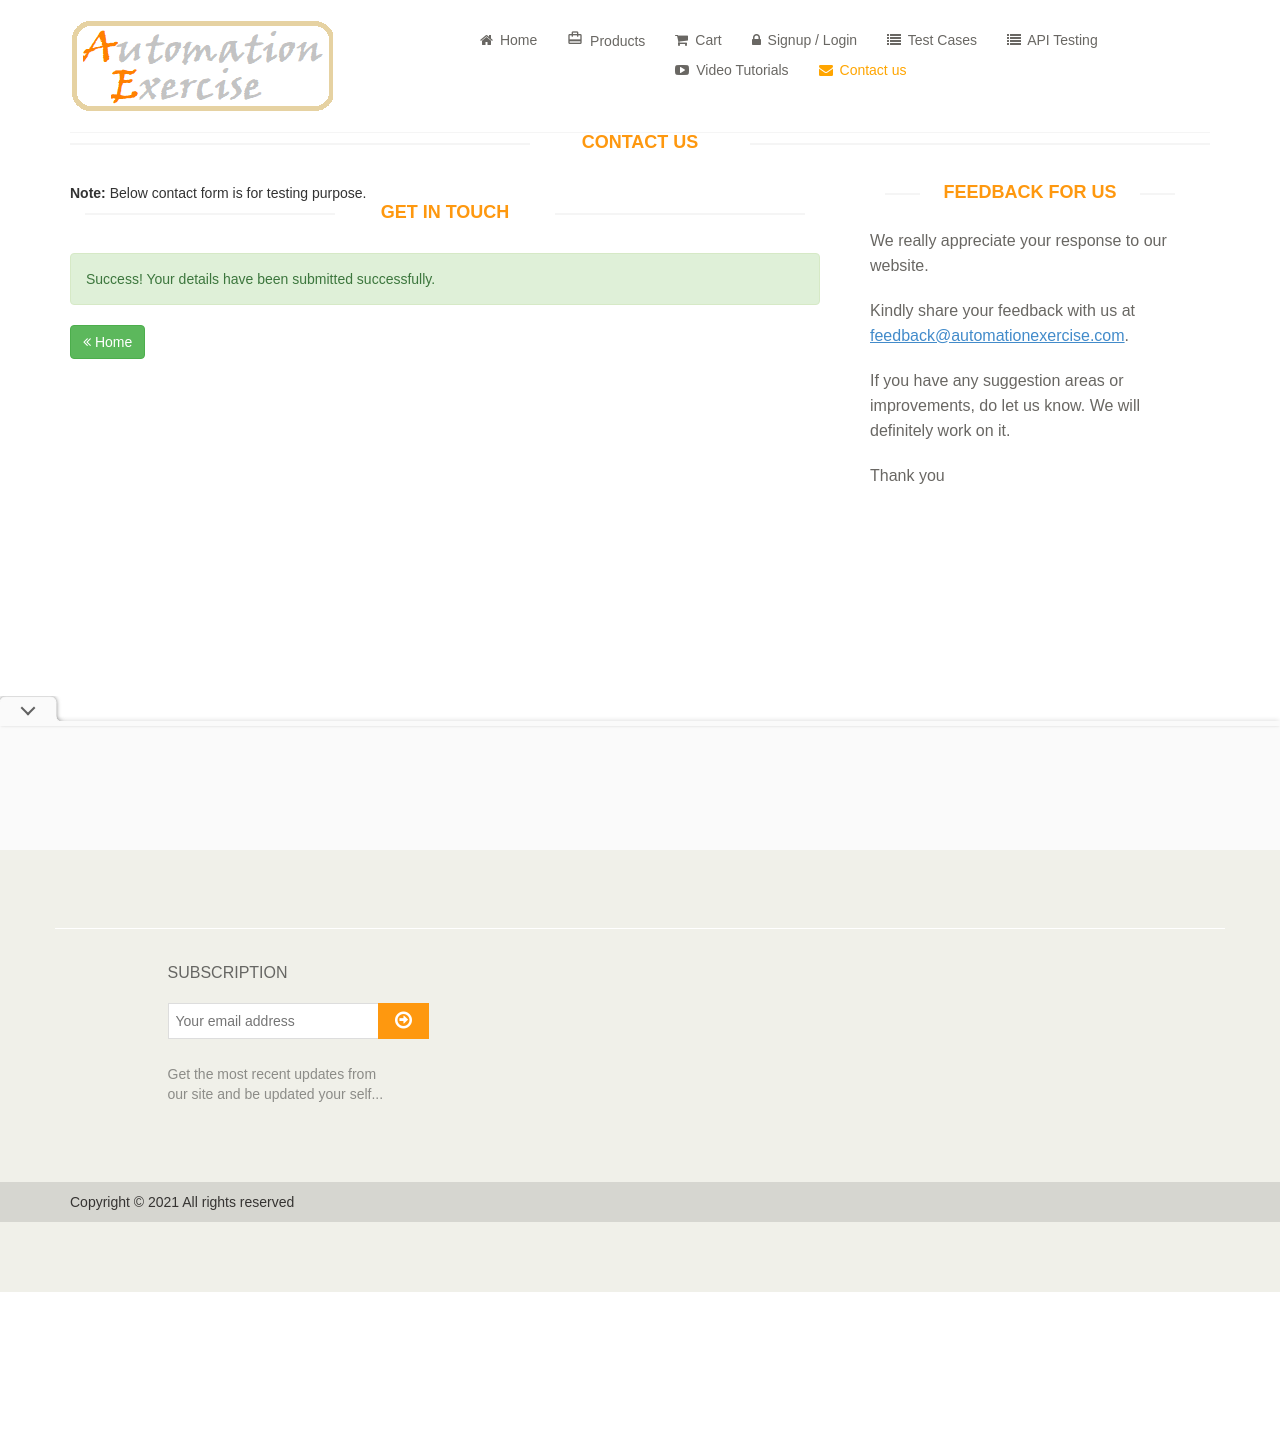 Automation
Exercise
Home
Products
Cart
Signup / Login
Test Cases
API Testing
Video Tutorials
Contact us
CONTACT US
Note: Below contact form is for testing purpose.
GET IN TOUCH
Success! Your details have been submitted successfully.
« Home
FEEDBACK FOR US
We really appreciate your response to our
website.
Kindly share your feedback with us at
feedback@automationexercise.com.
If you have any suggestion areas or
improvements, do let us know. We will
definitely work on it.
Thank you
SUBSCRIPTION
Your email address
Get the most recent updates from
our site and be updated your self...
Copyright © 2021 All rights reserved